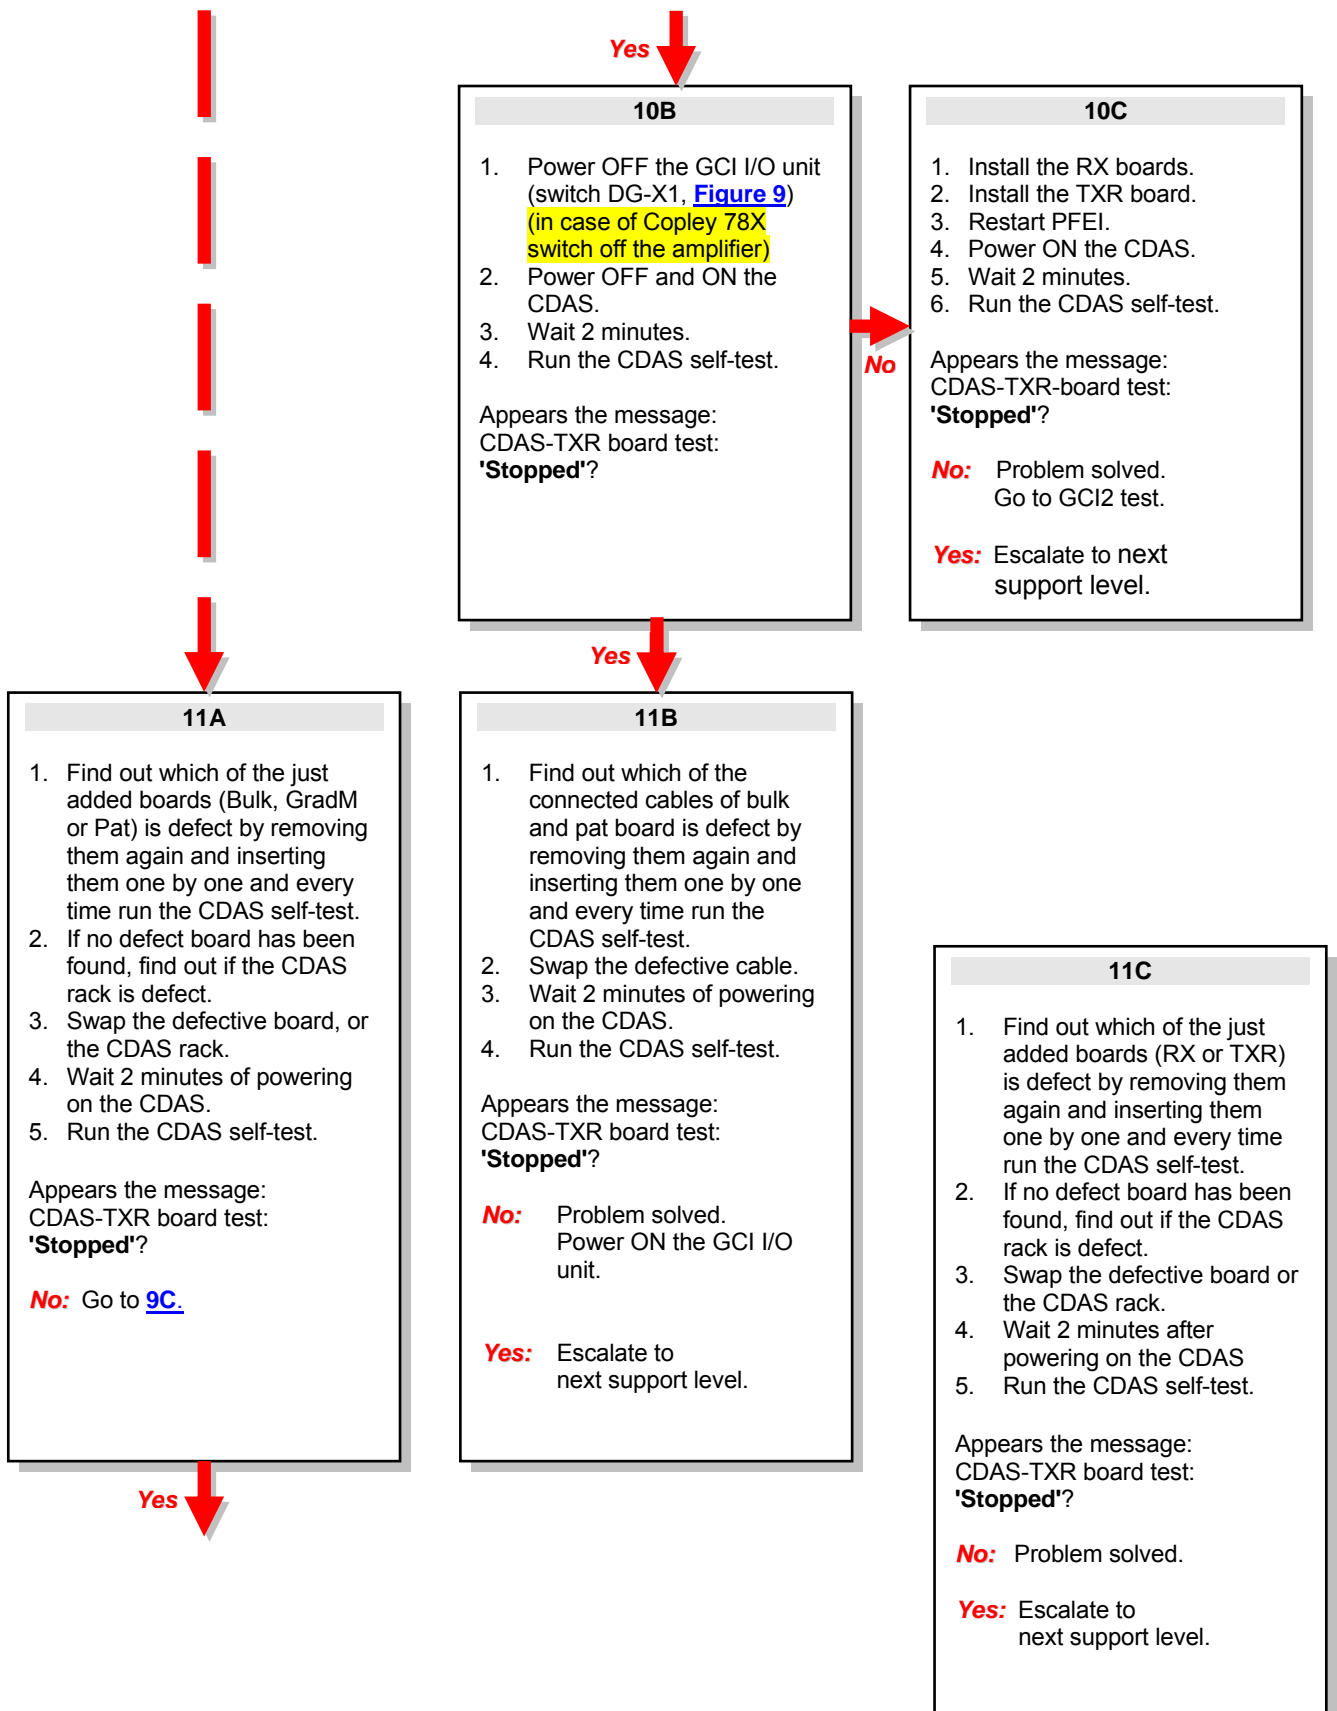 Yes
10B
1. Power OFF the GCI I/O unit
(switch DG-X1, Figure 9)
(in case of Copley 78X
switch off the amplifier)
2. Power OFF and ON the
CDAS.
3. Wait 2 minutes.
4. Run the CDAS self-test.
Appears the message:
CDAS-TXR board test:
'Stopped'?
No
10C
1. Install the RX boards.
2. Install the TXR board.
3. Restart PFEI.
4. Power ON the CDAS.
5. Wait 2 minutes.
6. Run the CDAS self-test.
Appears the message:
CDAS-TXR-board test:
'Stopped'?
No: Problem solved.
Go to GCI2 test.
Yes: Escalate to next
support level.
Yes
11A
1. Find out which of the just
added boards (Bulk, GradM
or Pat) is defect by removing
them again and inserting
them one by one and every
time run the CDAS self-test.
2. If no defect board has been
found, find out if the CDAS
rack is defect.
3. Swap the defective board, or
the CDAS rack.
4. Wait 2 minutes of powering
on the CDAS.
5. Run the CDAS self-test.
Appears the message:
CDAS-TXR board test:
'Stopped'?
No: Go to 9C.
Yes
11B
1. Find out which of the
connected cables of bulk
and pat board is defect by
removing them again and
inserting them one by one
and every time run the
CDAS self-test.
2. Swap the defective cable.
3. Wait 2 minutes of powering
on the CDAS.
4. Run the CDAS self-test.
Appears the message:
CDAS-TXR board test:
'Stopped'?
No: Problem solved.
Power ON the GCI I/O
unit.
Yes: Escalate to
next support level.
11C
1. Find out which of the just
added boards (RX or TXR)
is defect by removing them
again and inserting them
one by one and every time
run the CDAS self-test.
2. If no defect board has been
found, find out if the CDAS
rack is defect.
3. Swap the defective board or
the CDAS rack.
4. Wait 2 minutes after
powering on the CDAS
5. Run the CDAS self-test.
Appears the message:
CDAS-TXR board test:
'Stopped'?
No: Problem solved.
Yes: Escalate to
next support level.